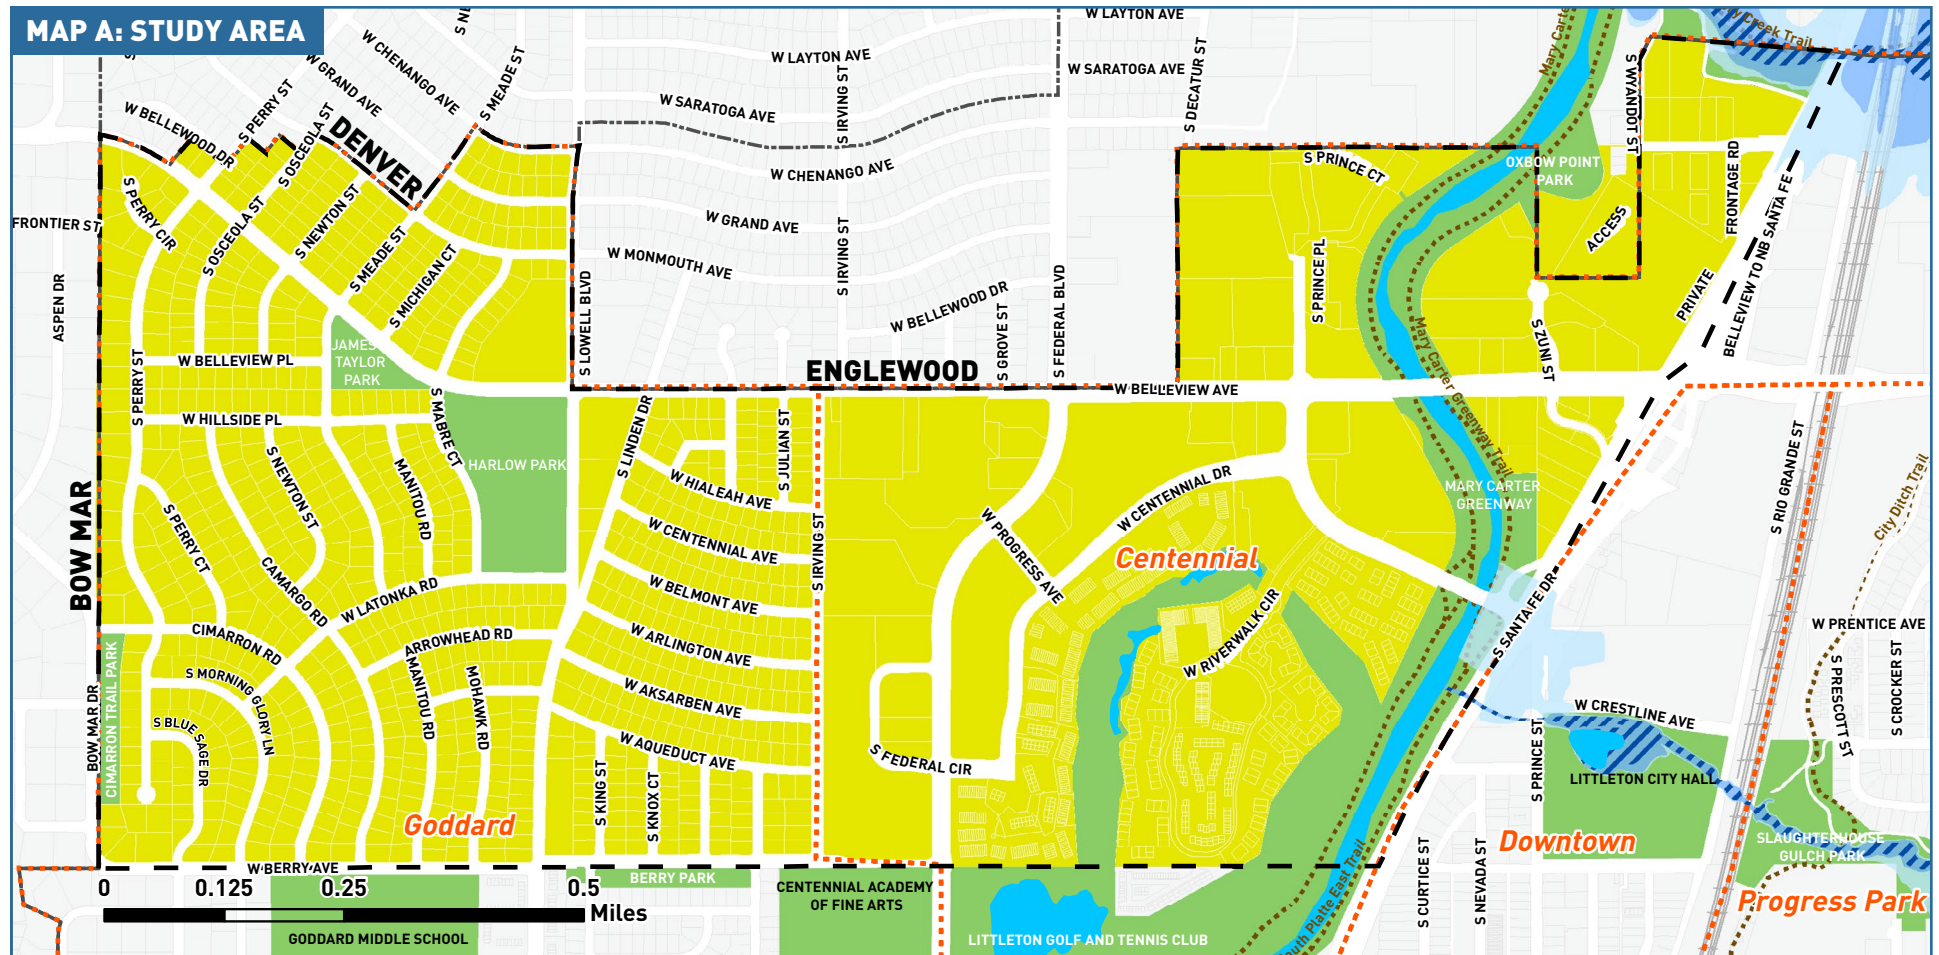 MAP A: STUDY AREA
W LAYTON AVE
W LAYTON AVE
W CHENANGO AVE
W GRAND AVE
S MEADE ST
W SARATOGA AVE
W SARATOGA AVE
S IRVING ST
S DECATUR ST
Mary Carte
Creek Trail
S WYANDOT ST
W BELLEWOOD DR
S PERRY ST
S OSCEOLA ST
DENVER
W CHENANGO AVE
S PRINCE CT
OXBOW POINT
PARK
FRONTAGE RD
S PERRY CIR
S OSCEOLA ST
S NEWTON ST
S MEADE ST
S MICHIGAN CT
FRONTIER ST
W GRAND AVE
S IRVING ST
W MONMOUTH AVE
ACCESS
PRIVATE
BELLEVIEW TO NB SANTA FE
ASPEN DR
S LOWELL BLVD
W BELLEWOOD DR
S GROVE ST
S FEDERAL BLVD
S PRINCE PL
Mary Carter Greenway Trail
S ZUNI ST
JAMES
TAYLOR
PARK
W BELLEVIEW PL
S PERRY ST
ENGLEWOOD
W BELLEVIEW AVE
W HILLSIDE PL
S MABRE CT
HARLOW PARK
S LINDEN DR
S JULIAN ST
W HIALEAH AVE
S NEWTON ST
MANITOU RD
S PERRY CT
W CENTENNIAL AVE
S IRVING ST
W PROGRESS AVE
W CENTENNIAL DR
Centennial
MARY CARTER
GREENWAY
S RIO GRANDE ST
City Ditch Trail
BOW MAR
CAMARGO RD
W LATONKA RD
W BELMONT AVE
W RIVERWALK CIR
S SANTA FE DR
W PRENTICE AVE
CIMARRON RD
ARROWHEAD RD
W ARLINGTON AVE
S MORNING GLORY LN
MANITOU RD
MOHAWK RD
W AKSARBEN AVE
S PRESCOTT ST
S CROCKER ST
W CRESTLINE AVE
BOW MAR DR
CIMARRON TRAIL PARK
S BLUE SAGE DR
W AQUEDUCT AVE
S FEDERAL CIR
S PRINCE ST
LITTLETON CITY HALL
S KING ST
S KNOX CT
Goddard
Downtown
SLAUGHTERHOUSE
GULCH PARK
W BERRY AVE
BERRY PARK
CENTENNIAL ACADEMY
OF FINE ARTS
South Platte East Trail
S CURTICE ST
S NEVADA ST
Progress Park
0 0.125 0.25 0.5
Miles
GODDARD MIDDLE SCHOOL
LITTLETON GOLF AND TENNIS CLUB